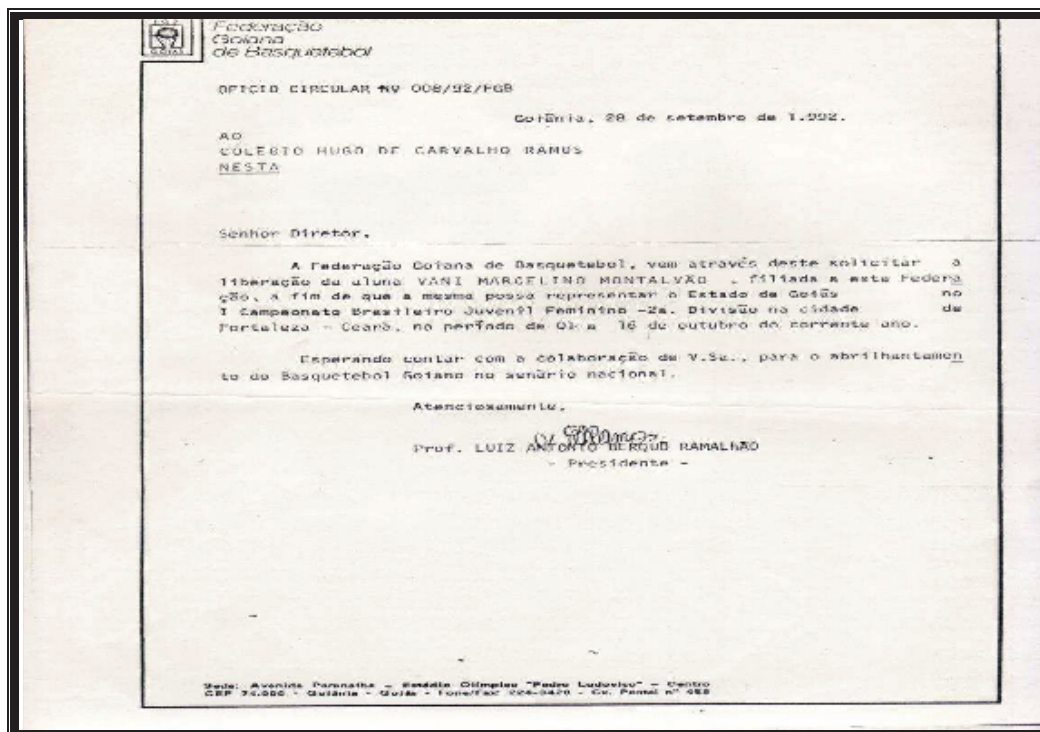 GOIÁS
Federação
Goiana
de Basquetebol
OFICIO CIRCULAR Nº 008/92/FGB
Goiânia, 28 de setembro de 1.992.
AO
COLEGIO HUGO DE CARVALHO RAMOS
NESTA
Senhor Diretor,
A Federação Goiana de Basquetebol, vem através deste solicitar a
liberação da aluna VANI MARCELINO MONTALVÃO , filiada a esta Federa
ção, a fim de que a mesma possa representar o Estado de Goiás no
I Campeonato Brasileiro Juvenil Feminino -2a. Divisão na cidade de
Fortaleza - Ceará, no período de a 16 de outubro do corrente ano.
Esperando contar com a colaboração de V.Sa., para o abrilhantamen
to do Basquetebol Goiano no senário nacional.
Atenciosamente,
Prof. LUIZ ANTONIO RAMALHÃO
- Presidente -
Sede: Avenida Paranaíba - Estádio Olímpico "Pedro Ludovico" - Centro
CEP 74.000 - Goiânia - Goiás - Fone/Fax: - Cx. Postal nº